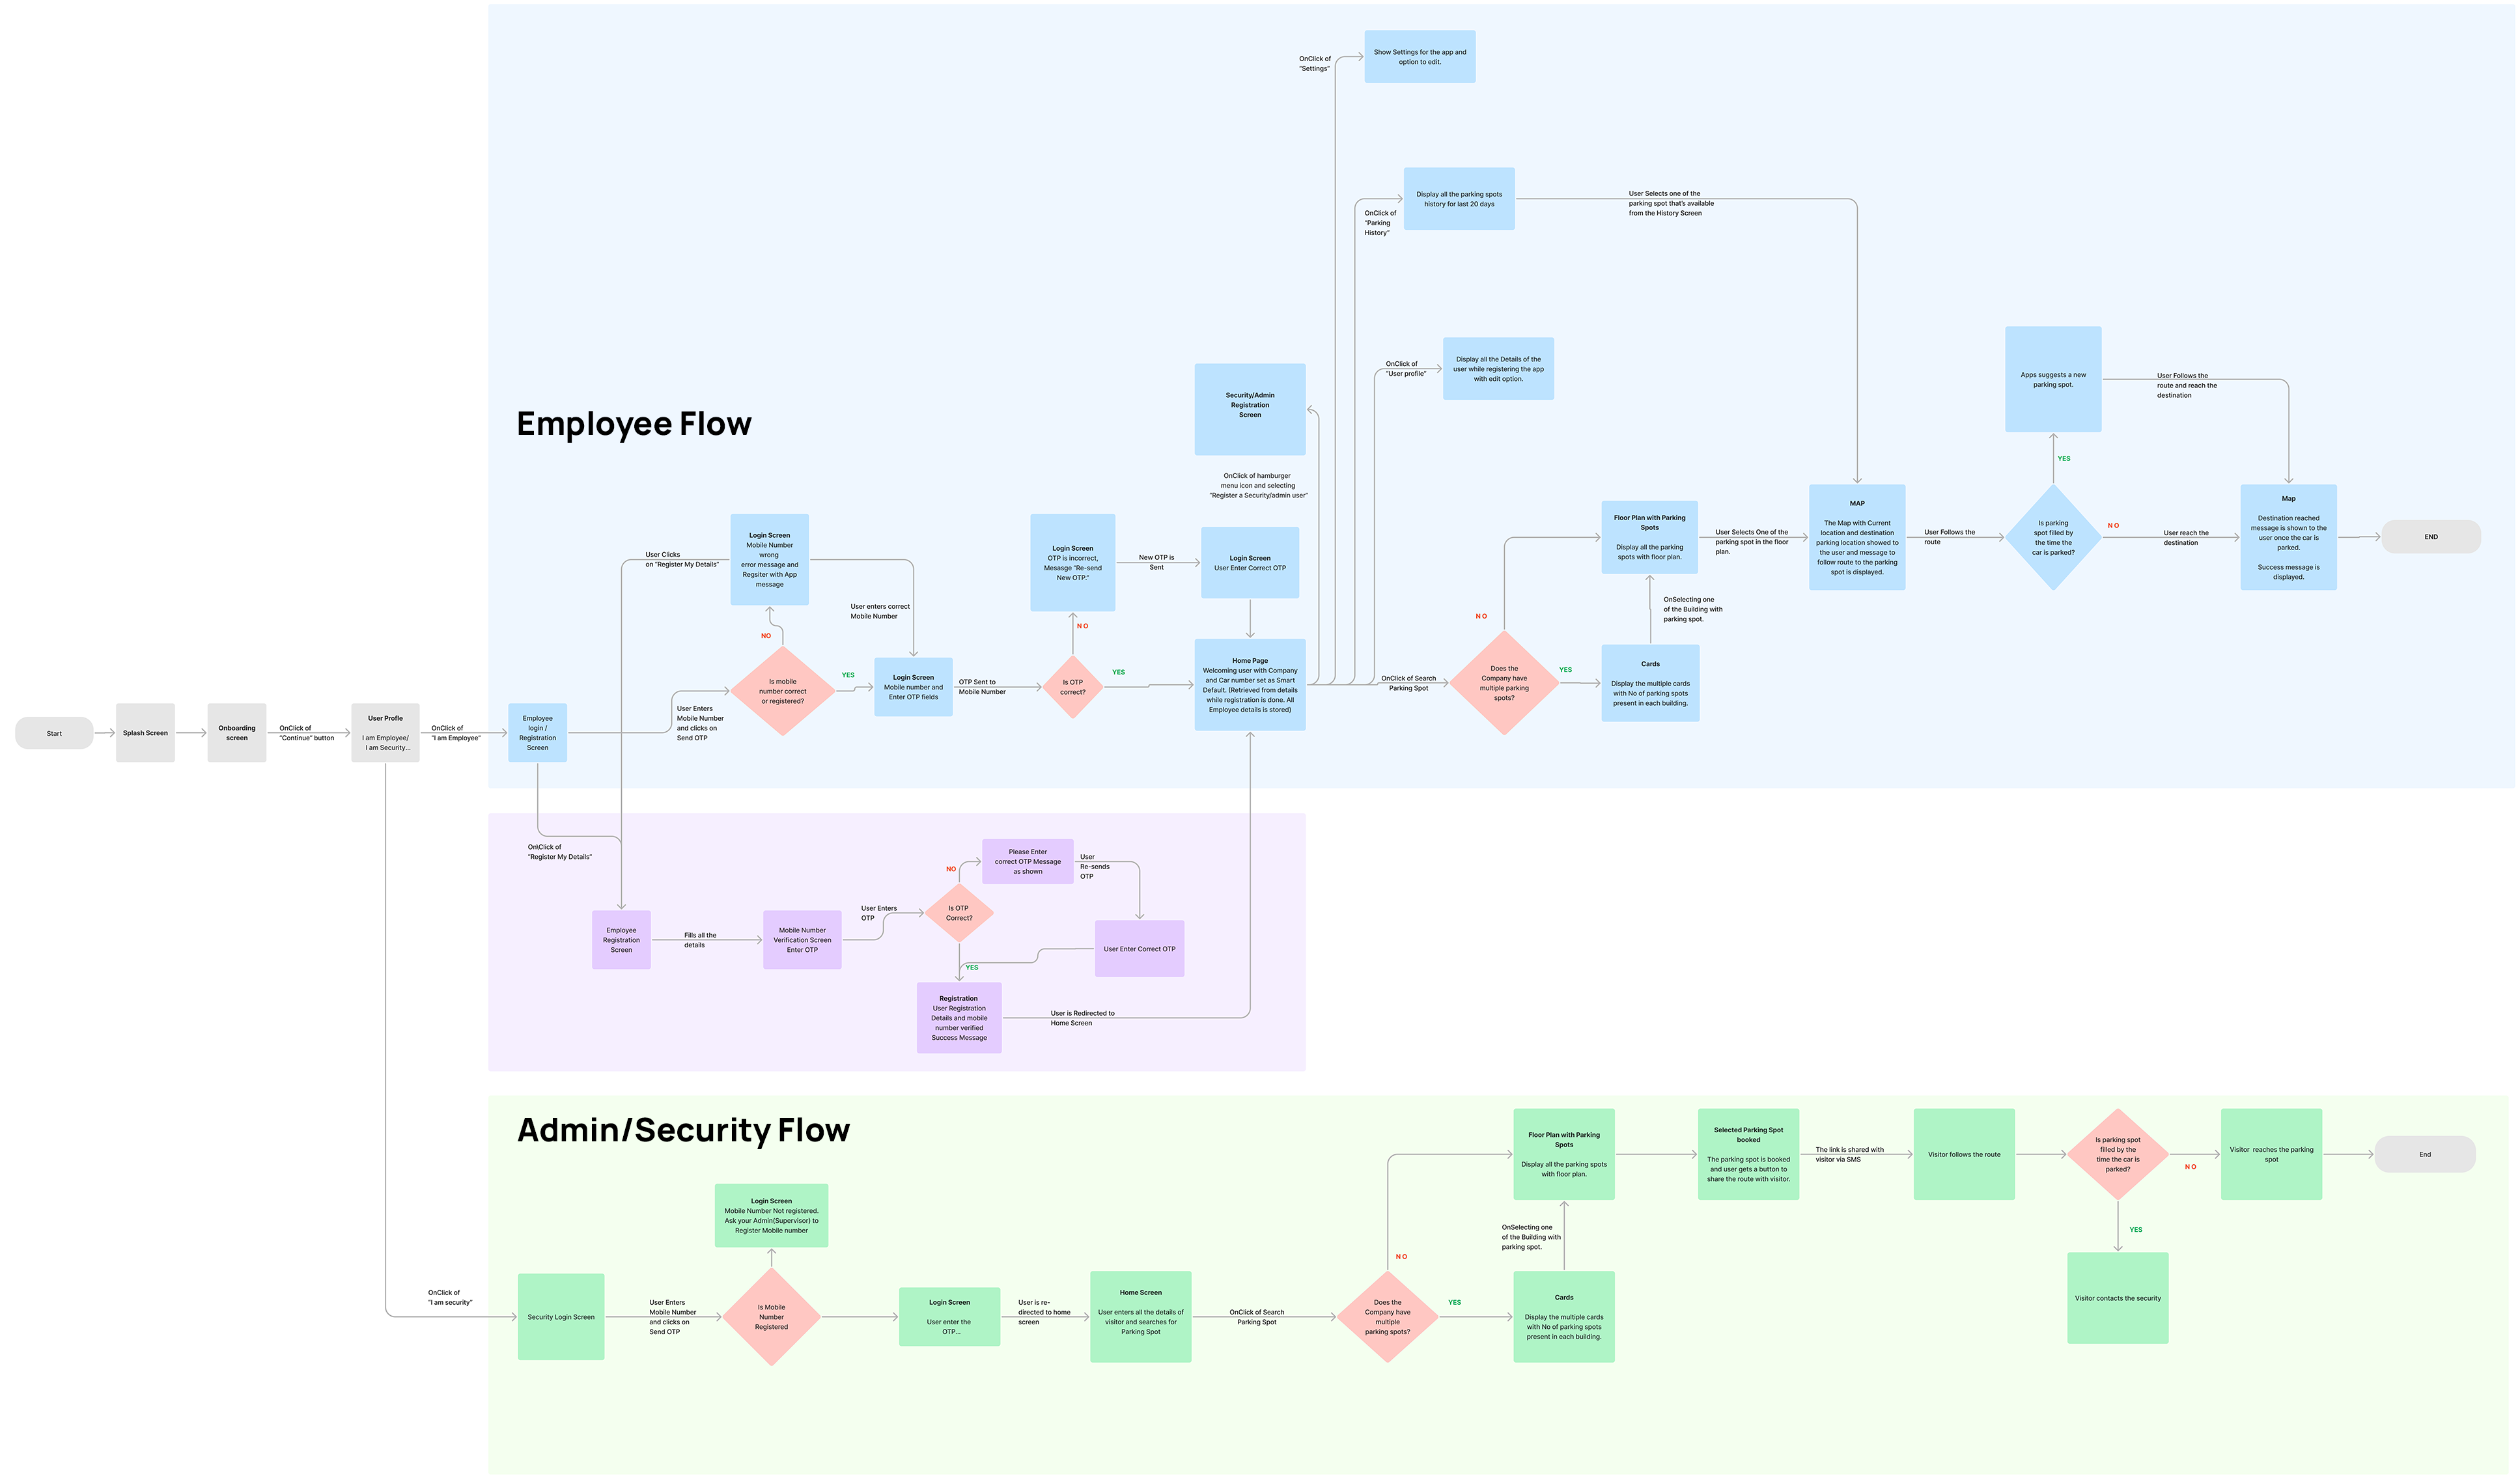 Start
Splash Screen
Onboarding
screen
OnClick of
“Continue” button
User Profle
I am Employee/
I am Security...
OnClick of
“I am Employee”
Employee Flow
Employee
login /
Registration
Screen
On\Click of
“Register My Details”
User Enters
Mobile Number
and clicks on
Send OTP
User Clicks
on “Register My Details”
Is mobile
number correct
or registered?
NO
Login Screen
Mobile Number
wrong
error message and
Regsiter with App
message
User enters correct
Mobile Number
YES
Login Screen
Mobile number and
Enter OTP fields
OTP Sent to
Mobile Number
Is OTP
correct?
N O
Login Screen
OTP is incorrect,
Mesasge “Re-send
New OTP.”
New OTP is
Sent
Login Screen
User Enter Correct OTP
YES
Home Page
Welcoming user with Company
and Car number set as Smart
Default. (Retrieved from details
while registration is done. All
Employee details is stored)
OnClick of hamburger
menu icon and selecting
“Register a Security/admin user”
Security/Admin
Registration
Screen
OnClick of
“Settings”
Show Settings for the app and
option to edit.
OnClick of
“Parking
History”
Display all the parking spots
history for last 20 days
User Selects one of the
parking spot that’s available
from the History Screen
OnClick of
“User profile”
Display all the Details of the
user while registering the app
with edit option.
OnClick of Search
Parking Spot
Does the
Company have
multiple parking
spots?
N O
YES
Cards
Display the multiple cards
with No of parking spots
present in each building.
OnSelecting one
of the Building with
parking spot.
Floor Plan with Parking
Spots
Display all the parking
spots with floor plan.
User Selects One of the
parking spot in the floor
plan.
MAP
The Map with Current
location and destination
parking location showed to
the user and message to
follow route to the parking
spot is displayed.
User Follows the
route
Is parking
spot filled by
the time the
car is parked?
YES
Apps suggests a new
parking spot.
User Follows the
route and reach the
destination
N O
User reach the
destination
Map
Destination reached
message is shown to the
user once the car is
parked.
Success message is
displayed.
END
Employee
Registration
Screen
Fills all the
details
Mobile Number
Verification Screen
Enter OTP
User Enters
OTP
Is OTP
Correct?
NO
Please Enter
correct OTP Message
as shown
User
Re-sends
OTP
User Enter Correct OTP
YES
Registration
User Registration
Details and mobile
number verified
Success Message
User is Redirected to
Home Screen
Admin/Security Flow
OnClick of
“I am security”
Security Login Screen
User Enters
Mobile Number
and clicks on
Send OTP
Is Mobile
Number
Registered
Login Screen
Mobile Number Not registered.
Ask your Admin(Supervisor) to
Register Mobile number
Login Screen
User enter the
OTP...
User is re-
directed to home
screen
Home Screen
User enters all the details of
visitor and searches for
Parking Spot
OnClick of Search
Parking Spot
Does the
Company have
multiple
parking spots?
N O
YES
Cards
Display the multiple cards
with No of parking spots
present in each building.
OnSelecting one
of the Building with
parking spot.
Floor Plan with Parking
Spots
Display all the parking spots
with floor plan.
Selected Parking Spot
booked
The parking spot is booked
and user gets a button to
share the route with visitor.
The link is shared with
visitor via SMS
Visitor follows the route
Is parking spot
filled by the
time the car is
parked?
N O
YES
Visitor contacts the security
Visitor  reaches the parking
spot
End